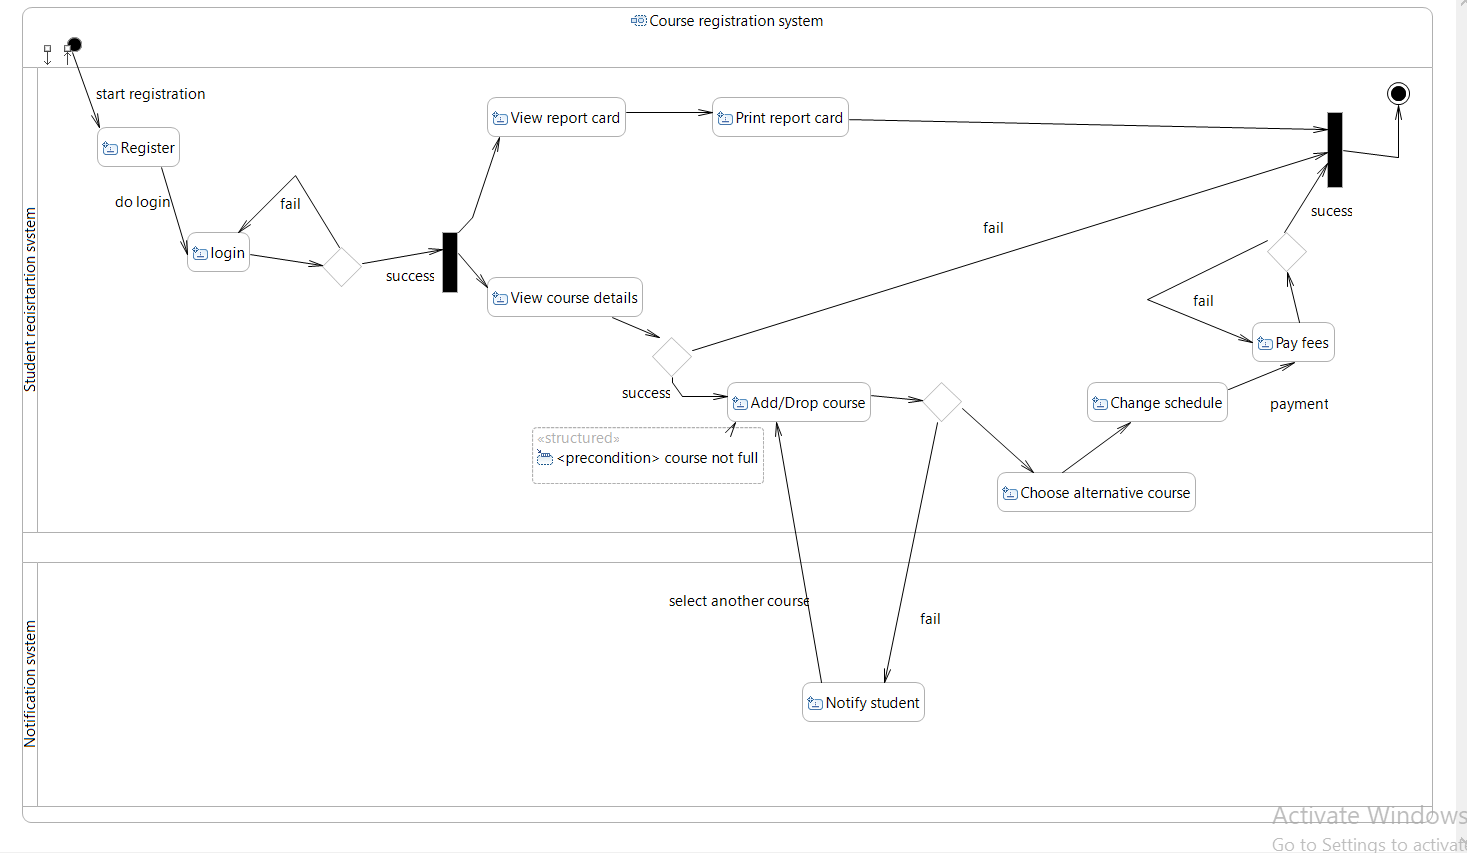 Course registration system
start registration
View report card
Print report card
Register
do login
fail
sucess
fail
login
success
View course details
fail
Pay fees
success
Add/Drop course
Change schedule
payment
«structured»
<precondition> course not full
Choose alternative course
Student regisrtartion system
select another course
fail
Notify student
Notification system
Activate Windows
Go to Settings to activat